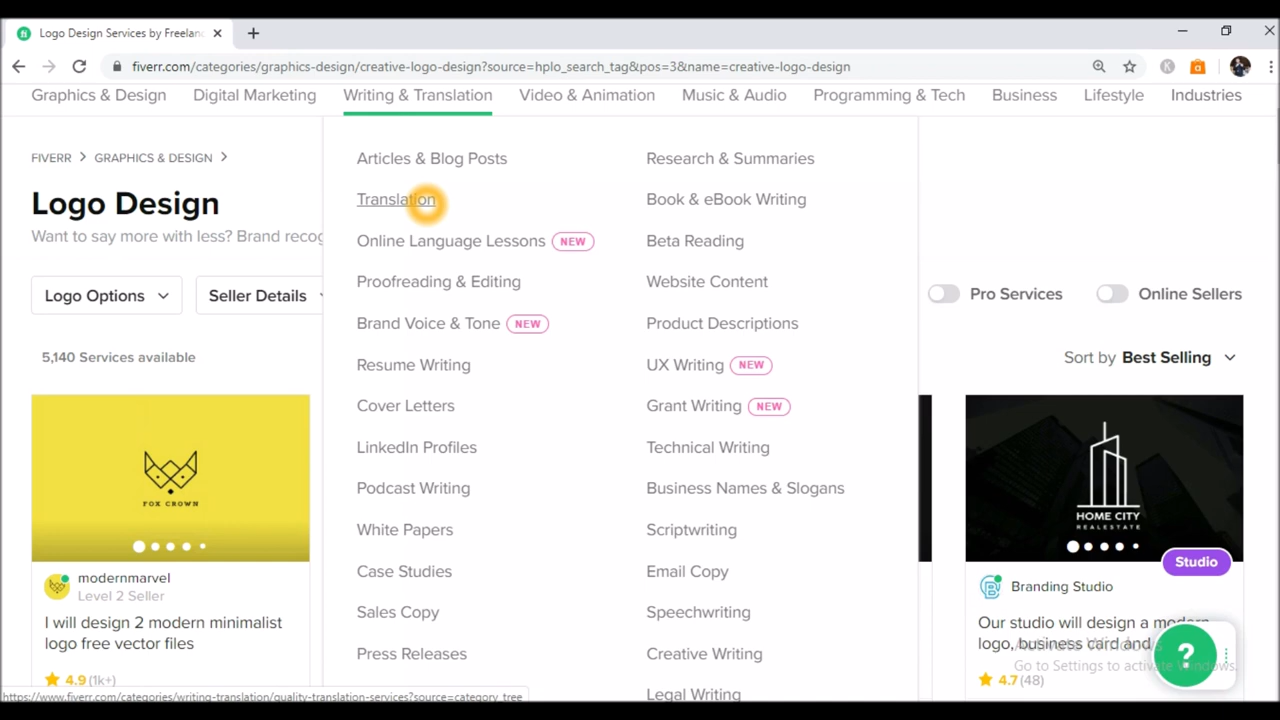 Logo Design Services by Freelanc
fiverr.com/categories/graphics-design/creative-logo-design?source=hplo_search_tag&pos=3&name=creative-logo-design
Graphics & Design Digital Marketing Writing & Translation Video & Animation Music & Audio Programming & Tech Business Lifestyle Industries
FIVERR > GRAPHICS & DESIGN >
Logo Design
Want to say more with less? Brand recog
Logo Options
Seller Details
Pro Services
Online Sellers
5,140 Services available
Sort by Best Selling
Articles & Blog Posts
Translation
Online Language Lessons NEW
Proofreading & Editing
Brand Voice & Tone NEW
Resume Writing
Cover Letters
LinkedIn Profiles
Podcast Writing
White Papers
Case Studies
Sales Copy
Press Releases
Research & Summaries
Book & eBook Writing
Beta Reading
Website Content
Product Descriptions
UX Writing NEW
Grant Writing NEW
Technical Writing
Business Names & Slogans
Scriptwriting
Email Copy
Speechwriting
Creative Writing
Legal Writing
FOX CROWN
modernmarvel
Level 2 Seller
I will design 2 modern minimalist
logo free vector files
4.9 (1k+)
HOME CITY
REALESTATE
Studio
Branding Studio
Our studio will design a modern
logo, business card and
4.7 (48)
?
Activate Windows
Go to Settings to activate Windows.
https://www.fiverr.com/categories/writing-translation/quality-translation-services?source=category_tree